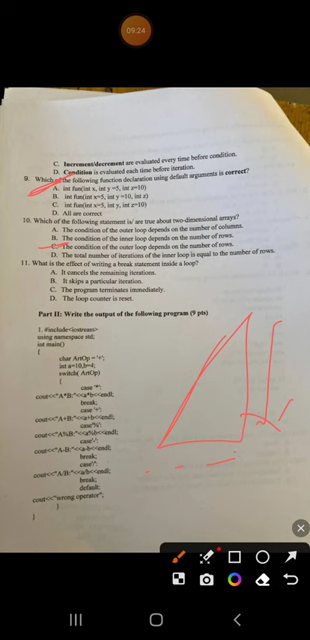 09:24
C. Increment/decrement are evaluated every time before condition.
D. Condition is evaluated each time before iteration.
9. Which of the following function declaration using default arguments is correct?
A. int fun(int x, int y =5, int z=10)
B. int fun(int x=5, int y =10, int z)
C. int fun(int x=5, int y, int z=10)
D. All are correct
10. Which of the following statement is/ are true about two-dimensional arrays?
A. The condition of the outer loop depends on the number of columns.
B. The condition of the inner loop depends on the number of rows.
C. The condition of the outer loop depends on the number of rows.
D. The total number of iterations of the inner loop is equal to the number of rows.
11. What is the effect of writing a break statement inside a loop?
A. It cancels the remaining iterations.
B. It skips a particular iteration.
C. The program terminates immediately.
D. The loop counter is reset.
Part II: Write the output of the following program (9 pts)
1. #include<iostream>
using namespace std;
int main()
{
char ArtOp = '+';
int a=10,b=4;
switch( ArtOp)
{
case '*':
cout<<"A*B:"<<a*b<<endl;
break;
case '+':
cout<<"A+B:"<<a+b<<endl;
case'%':
cout<<"A%B:"<<a%b<<endl;
case'-':
cout<<"A-B:"<<a-b<<endl;
break;
case'/':
cout<<"A/B:"<<a/b<<endl;
break;
default:
cout<<"wrong operator";
}
}